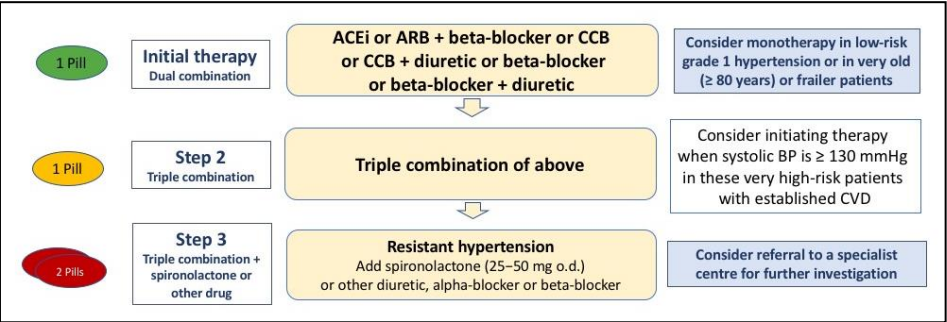 1 Pill
Initial therapy
Dual combination
ACEi or ARB + beta-blocker or CCB
or CCB + diuretic or beta-blocker
or beta-blocker + diuretic
Consider monotherapy in low-risk
grade 1 hypertension or in very old
(≥ 80 years) or frailer patients
1 Pill
Step 2
Triple combination
Triple combination of above
Consider initiating therapy
when systolic BP is ≥ 130 mmHg
in these very high-risk patients
with established CVD
2 Pills
Step 3
Triple combination +
spironolactone or
other drug
Resistant hypertension
Add spironolactone (25–50 mg o.d.)
or other diuretic, alpha-blocker or beta-blocker
Consider referral to a specialist
centre for further investigation